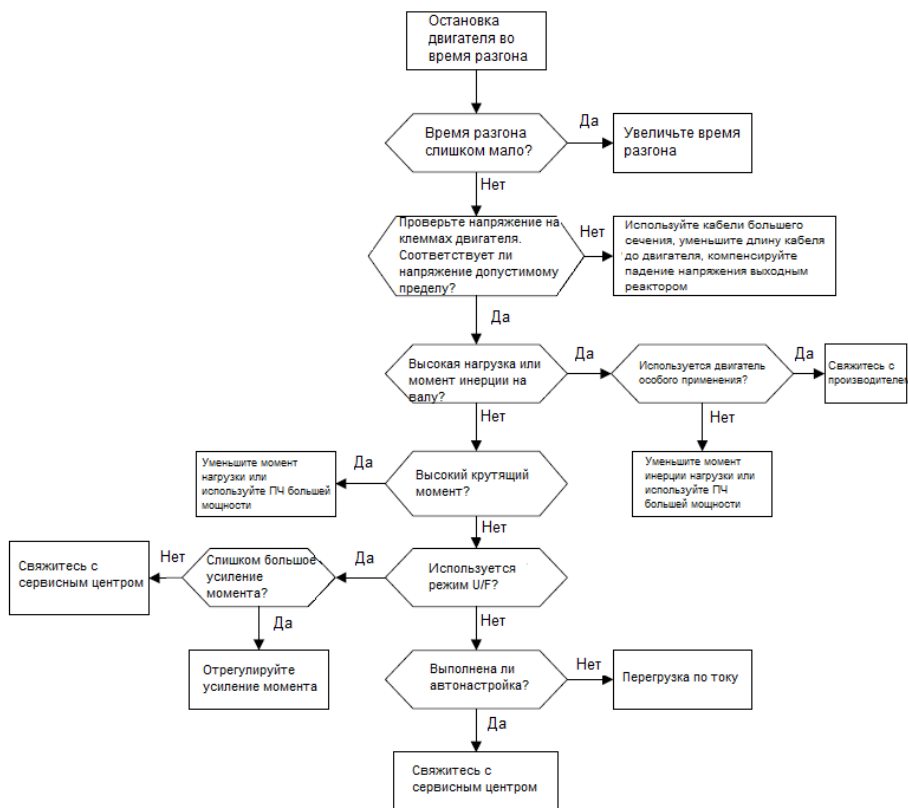 Остановка
двигателя во
время разгона
Время разгона
слишком мало?
Да
Увеличьте время
разгона
Нет
Проверьте напряжение на
клеммах двигателя.
Соответствует ли
напряжение допустимому
пределу?
Нет
Используйте кабели большего
сечения, уменьшите длину кабеля
до двигателя, компенсируйте
падение напряжения выходным
реактором
Да
Высокая нагрузка или
момент инерции на
валу?
Да
Используется двигатель
особого применения?
Да
Свяжитесь с
производителем
Нет
Нет
Уменьшите момент
инерции нагрузки или
используйте ПЧ
большей мощности
Высокий крутящий
момент?
Да
Уменьшите момент
нагрузки или
используйте ПЧ большей
мощности
Нет
Используется
режим U/F?
Да
Слишком большое
усиление
момента?
Нет
Свяжитесь с
сервисным центром
Да
Отрегулируйте
усиление момента
Нет
Выполнена ли
автонастройка?
Нет
Перегрузка по току
Да
Свяжитесь с
сервисным центром